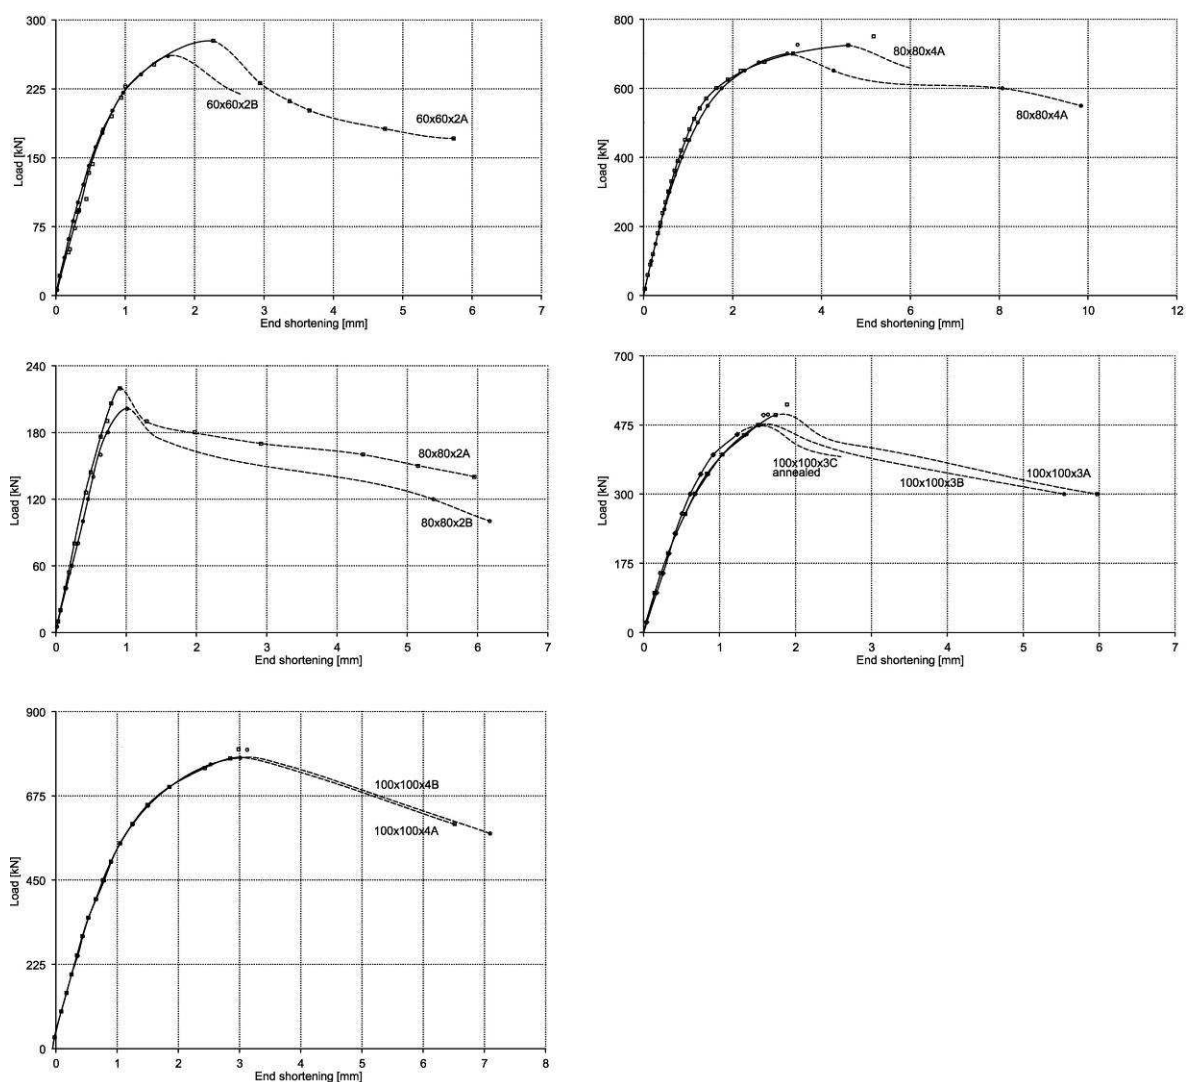 300
225
150
75
0
Load [kN]
60x60x2B
60x60x2A
0 1 2 3 4 5 6 7
End shortening [mm]
800
600
400
200
0
Load [kN]
80x80x4A
80x80x4A
0 2 4 6 8 10 12
End shortening [mm]
240
180
120
60
0
Load [kN]
80x80x2A
80x80x2B
0 1 2 3 4 5 6 7
End shortening [mm]
700
475
300
175
0
Load [kN]
100x100x3C
annealed
100x100x3A
100x100x3B
0 1 2 3 4 5 6 7
End shortening [mm]
900
675
450
225
0
Load [kN]
100x100x4B
100x100x4A
0 1 2 3 4 5 6 7 8
End shortening [mm]